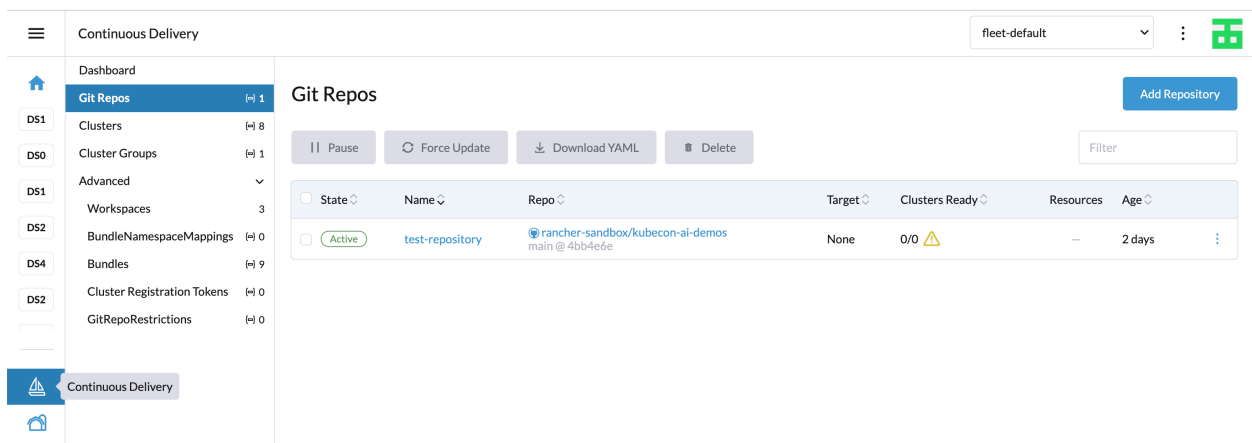 Continuous Delivery
fleet-default
Dashboard
Git Repos 1
Clusters 8
Cluster Groups 1
Advanced
Workspaces 3
BundleNamespaceMappings 0
Bundles 9
Cluster Registration Tokens 0
GitRepoRestrictions 0
DS1
DS0
DS1
DS2
DS4
DS2
Continuous Delivery
Git Repos
Add Repository
Pause Force Update Download YAML Delete
Filter
State Name Repo Target Clusters Ready Resources Age
Active test-repository rancher-sandbox/kubecon-ai-demos None 0/0 — 2 days
main @ 4bb4e6e